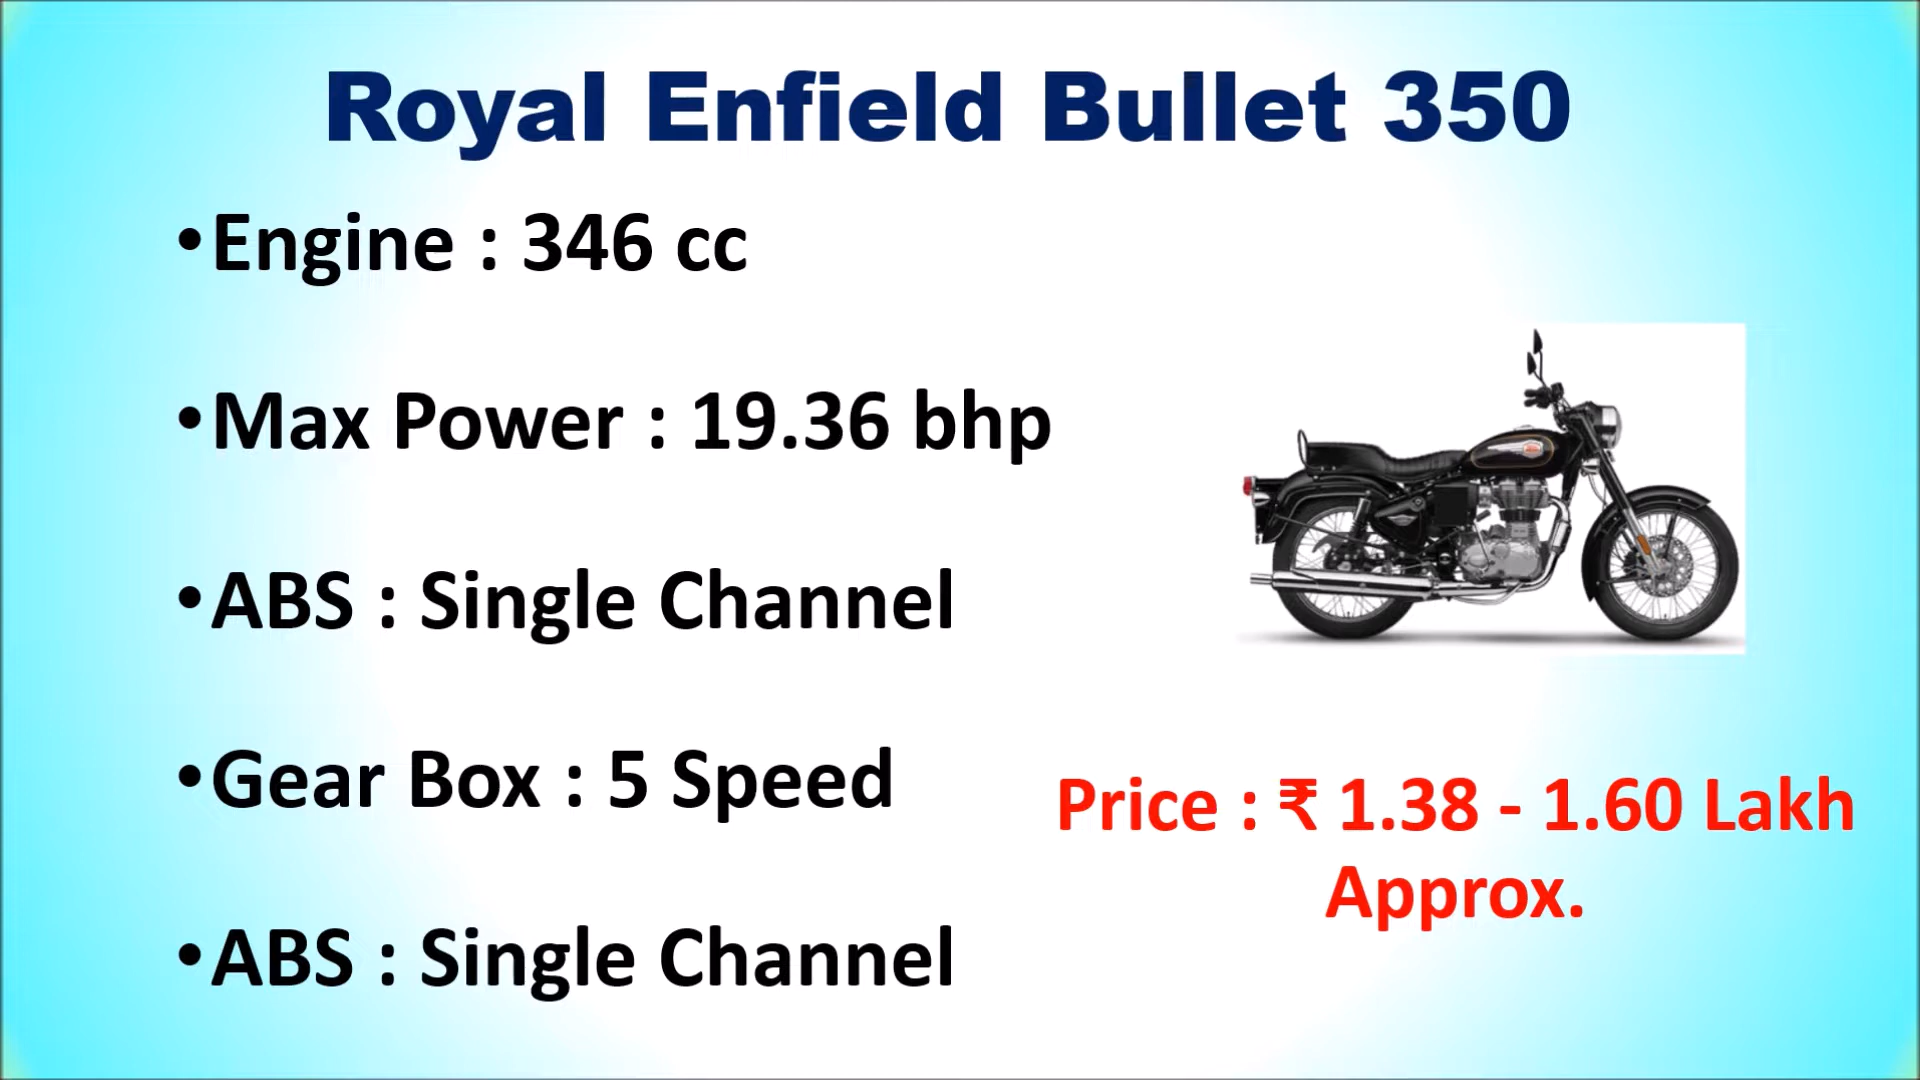 Royal Enfield Bullet 350
•Engine : 346 cc
•Max Power : 19.36 bhp
•ABS : Single Channel
•Gear Box : 5 Speed
Price : ₹ 1.38 - 1.60 Lakh
Approx.
•ABS : Single Channel